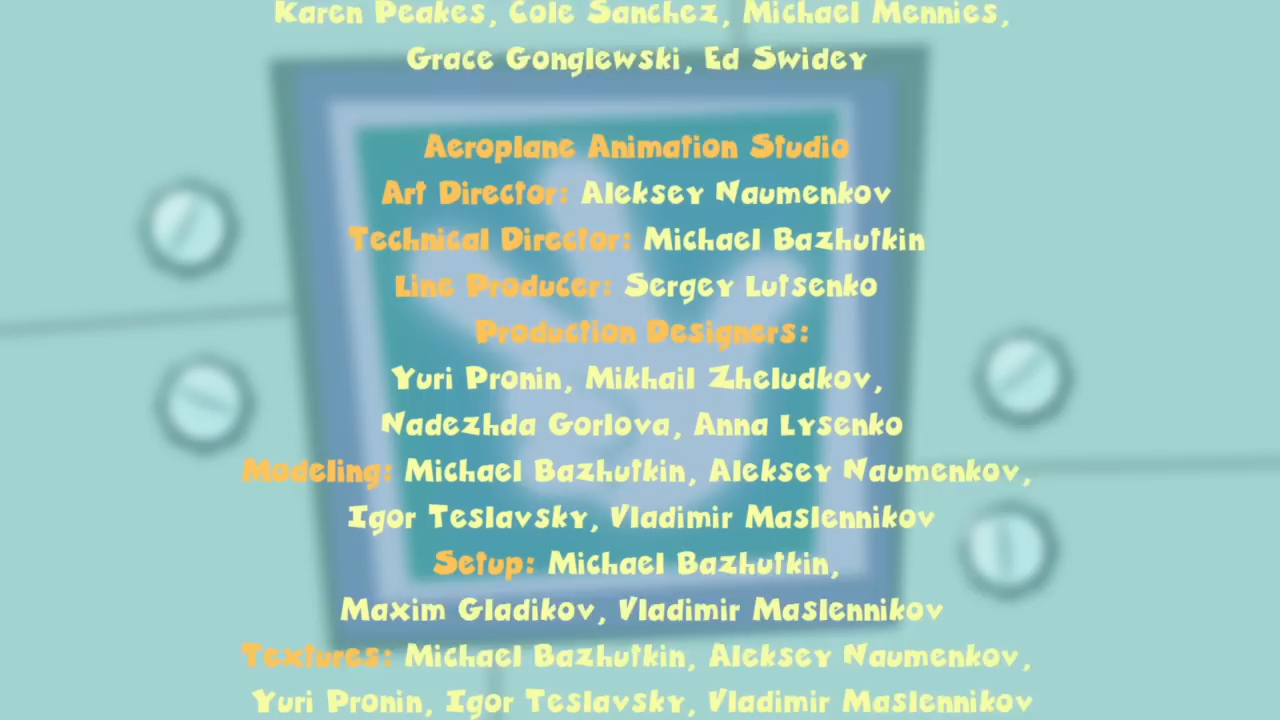 Karen Peakes, Cole Sanchez, Michael Mennies,
Grace Gonglewski, Ed Swidey
Aeroplane Animation Studio
Art Director: Aleksey Naumenkov
Technical Director: Michael Bazhutkin
Line Producer: Sergey Lutsenko
Production Designers:
Yuri Pronin, Mikhail Zheludkov,
Nadezhda Gorlova, Anna Lysenko
Modeling: Michael Bazhutkin, Aleksey Naumenkov,
Igor Teslavsky, Vladimir Maslennikov
Setup: Michael Bazhutkin,
Maxim Gladikov, Vladimir Maslennikov
Textures: Michael Bazhutkin, Aleksey Naumenkov,
Yuri Pronin, Igor Teslavsky, Vladimir Maslennikov